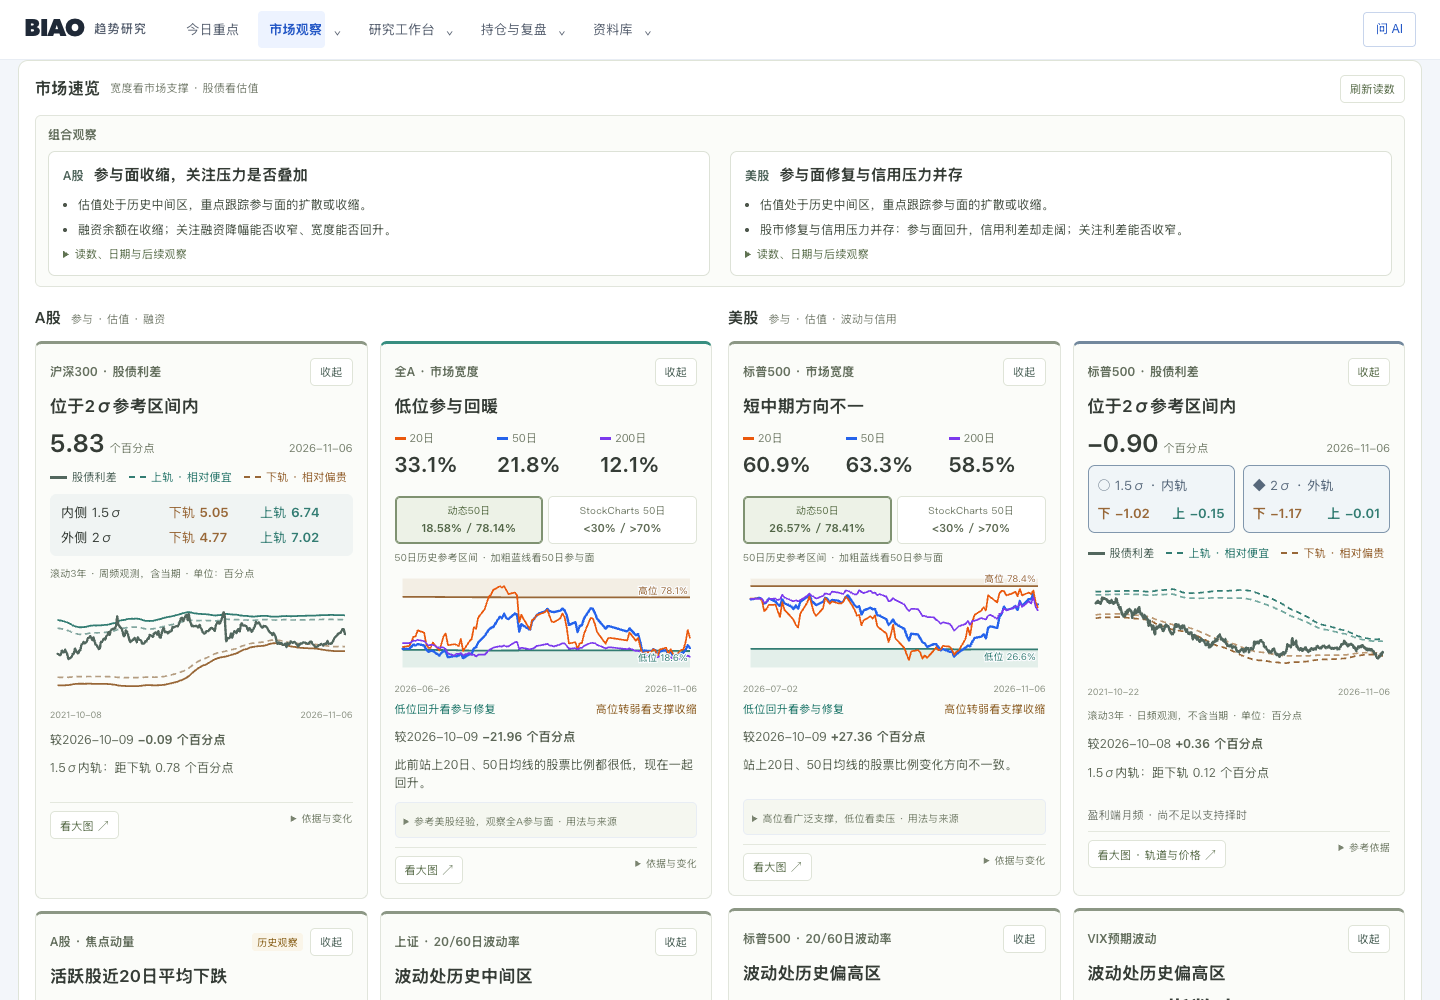 BIAO 趋势研究 今日重点 市场观察 研究工作台 持仓与复盘 资料库 问 AI
市场速览 宽度看市场支撑 · 股债看估值 刷新读数
组合观察
A股 参与面收缩，关注压力是否叠加
• 估值处于历史中间区，重点跟踪参与面的扩散或收缩。
• 融资余额在收缩；关注融资降幅能否收窄、宽度能否回升。
▶ 读数、日期与后续观察
美股 参与面修复与信用压力并存
• 估值处于历史中间区，重点跟踪参与面的扩散或收缩。
• 股市修复与信用压力并存：参与面回升，信用利差却走阔；关注利差能否收窄。
▶ 读数、日期与后续观察
A股 参与 · 估值 · 融资
美股 参与 · 估值 · 波动与信用
沪深300 · 股债利差 收起
位于2σ参考区间内
5.83 个百分点 2026-11-06
股债利差 上轨 · 相对便宜 下轨 · 相对偏贵
内侧 1.5σ 下轨 5.05 上轨 6.74
外侧 2σ 下轨 4.77 上轨 7.02
滚动3年 · 周频观测，含当期 · 单位：百分点
2021-10-08 2026-11-06
较2026-10-09 -0.09 个百分点
1.5σ内轨：距下轨 0.78 个百分点
看大图 ↗ ▶ 依据与变化
全A · 市场宽度 收起
低位参与回暖
20日 50日 200日
33.1% 21.8% 12.1%
动态50日 StockCharts 50日
18.58% / 78.14% <30% / >70%
50日历史参考区间 · 加粗蓝线看50日参与面
高位 78.1%
低位 18.6%
2026-06-26 2026-11-06
低位回升看参与修复 高位转弱看支撑收缩
较2026-10-09 -21.96 个百分点
此前站上20日、50日均线的股票比例都很低，现在一起
回升。
▶ 参考美股经验，观察全A参与面 · 用法与来源
看大图 ↗ ▶ 依据与变化
标普500 · 市场宽度 收起
短中期方向不一
20日 50日 200日
60.9% 63.3% 58.5%
动态50日 StockCharts 50日
26.57% / 78.41% <30% / >70%
50日历史参考区间 · 加粗蓝线看50日参与面
高位 78.4%
低位 26.6%
2026-07-02 2026-11-06
低位回升看参与修复 高位转弱看支撑收缩
较2026-10-09 +27.36 个百分点
站上20日、50日均线的股票比例变化方向不一致。
▶ 高位看广泛支撑，低位看卖压 · 用法与来源
看大图 ↗ ▶ 依据与变化
标普500 · 股债利差 收起
位于2σ参考区间内
-0.90 个百分点 2026-11-06
○ 1.5σ · 内轨 ◆ 2σ · 外轨
下 -1.02 上 -0.15 下 -1.17 上 -0.01
股债利差 上轨 · 相对便宜 下轨 · 相对偏贵
2021-10-22 2026-11-06
滚动3年 · 日频观测，不含当期 · 单位：百分点
较2026-10-08 +0.36 个百分点
1.5σ内轨：距下轨 0.12 个百分点
盈利端月频 · 尚不足以支持择时
看大图 · 轨道与价格 ↗ ▶ 参考依据
A股 · 焦点动量 历史观察 收起
活跃股近20日平均下跌
上证 · 20/60日波动率 收起
波动处历史中间区
标普500 · 20/60日波动率 收起
波动处历史偏高区
VIX预期波动 收起
波动处历史偏高区